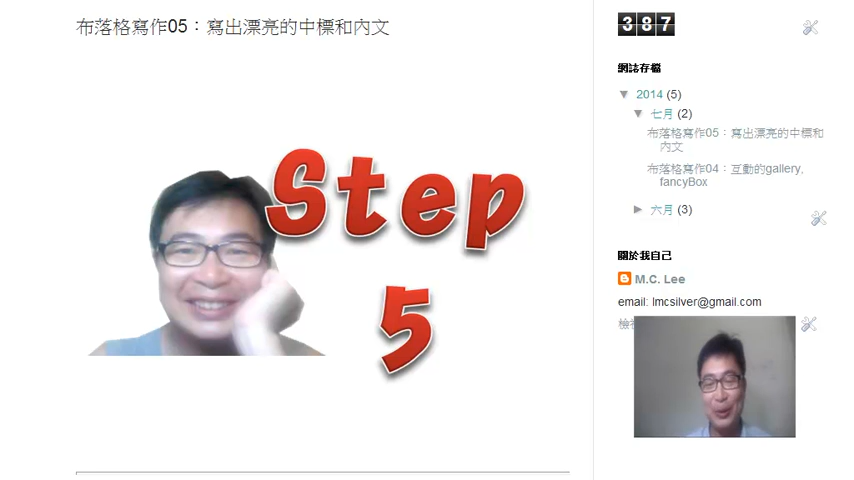 布落格寫作05：寫出漂亮的中標和內文
Step
5
387
網誌存檔
▼ 2014 (5)
▼ 七月 (2)
布落格寫作05：寫出漂亮的中標和
內文
布落格寫作04：互動的gallery,
fancyBox
► 六月 (3)
關於我自己
M.C. Lee
email: lmcsilver@gmail.com